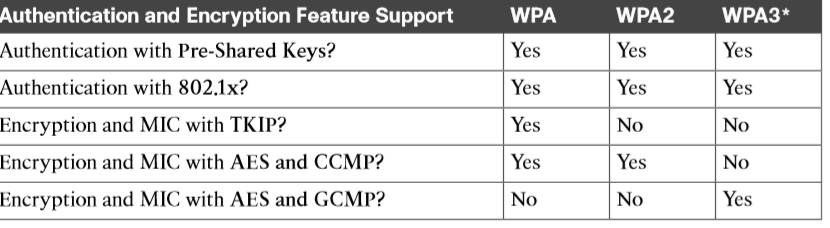 Authentication and Encryption Feature Support WPA WPA2 WPA3*
Authentication with Pre-Shared Keys? Yes Yes Yes
Authentication with 802.1x? Yes Yes Yes
Encryption and MIC with TKIP? Yes No No
Encryption and MIC with AES and CCMP? Yes Yes No
Encryption and MIC with AES and GCMP? No No Yes